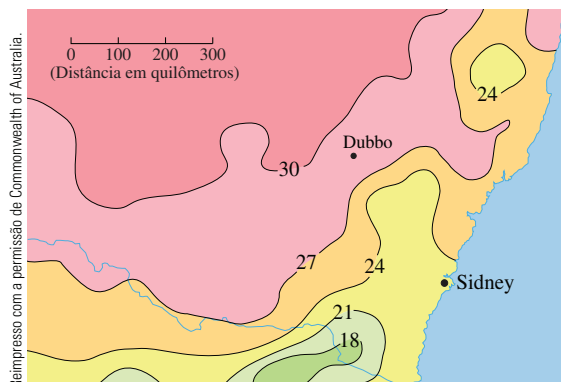 0 100 200 300
(Distância em quilômetros)
24
Dubbo
30
27
24
Sidney
21
18
Reimpresso com a permissão de Commonwealth of Australia.